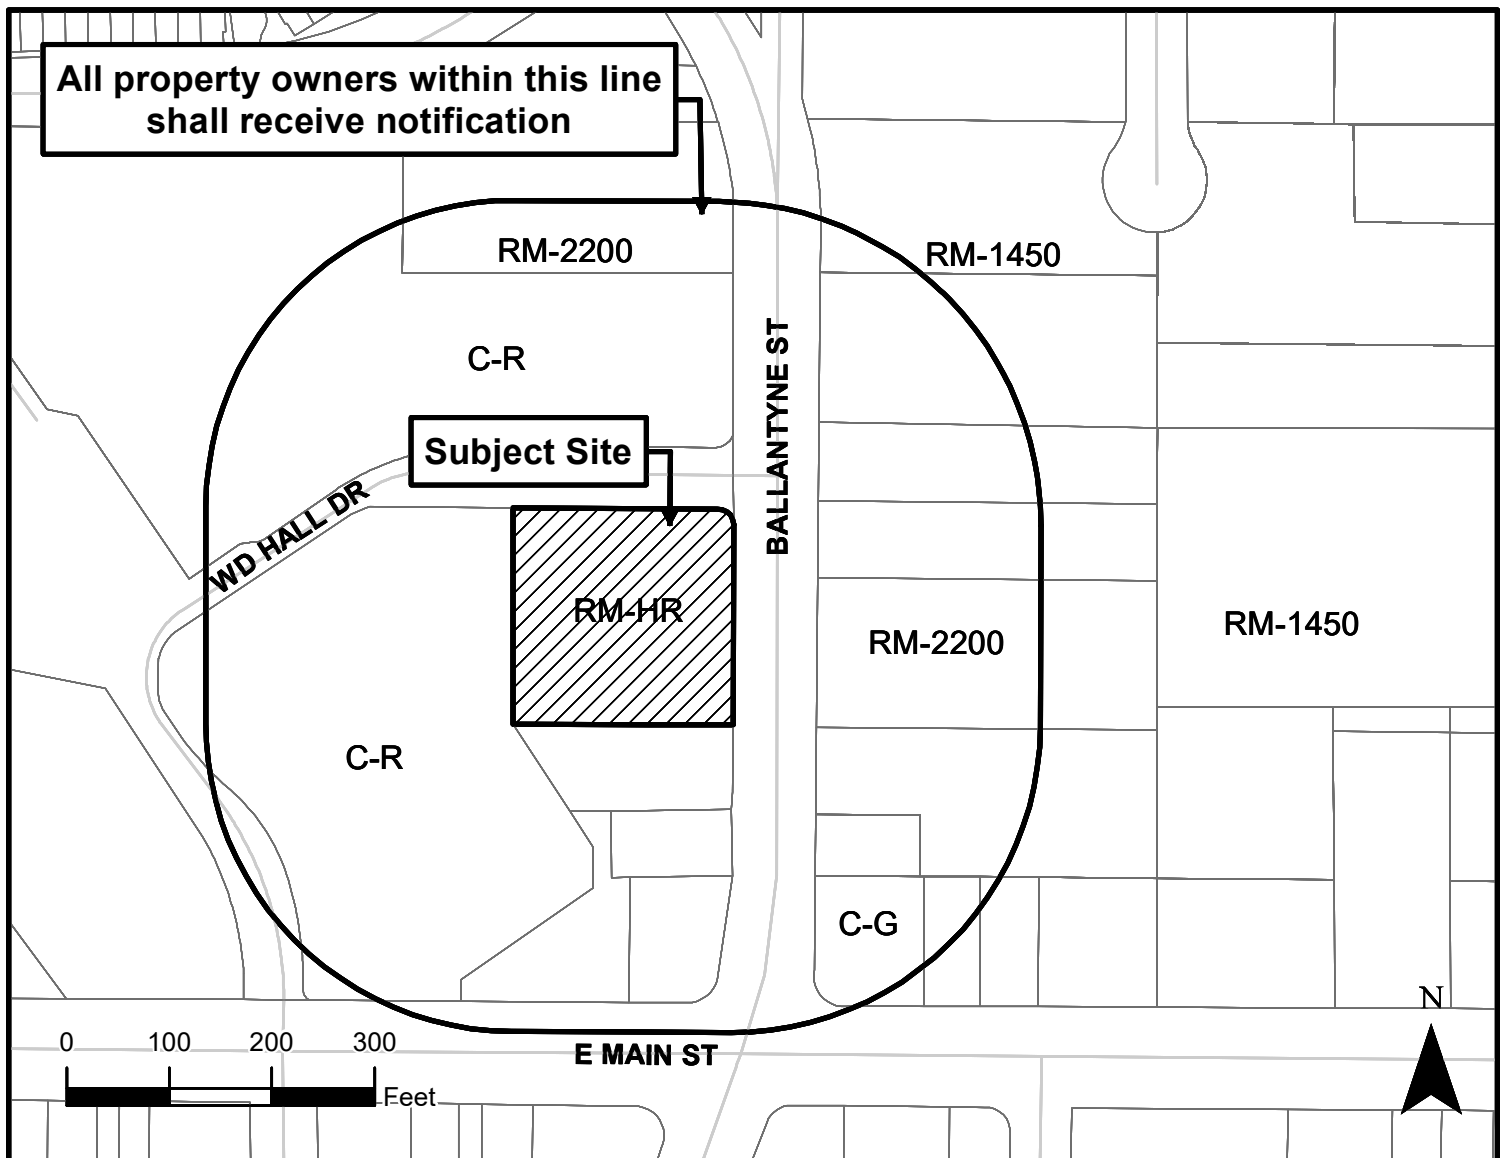 All property owners within this line
shall receive notification
RM-2200
RM-1450
C-R
BALLANTYNE ST
Subject Site
WD HALL DR
RM-HR
RM-2200
RM-1450
C-R
C-G
N
0 100 200 300
Feet
E MAIN ST